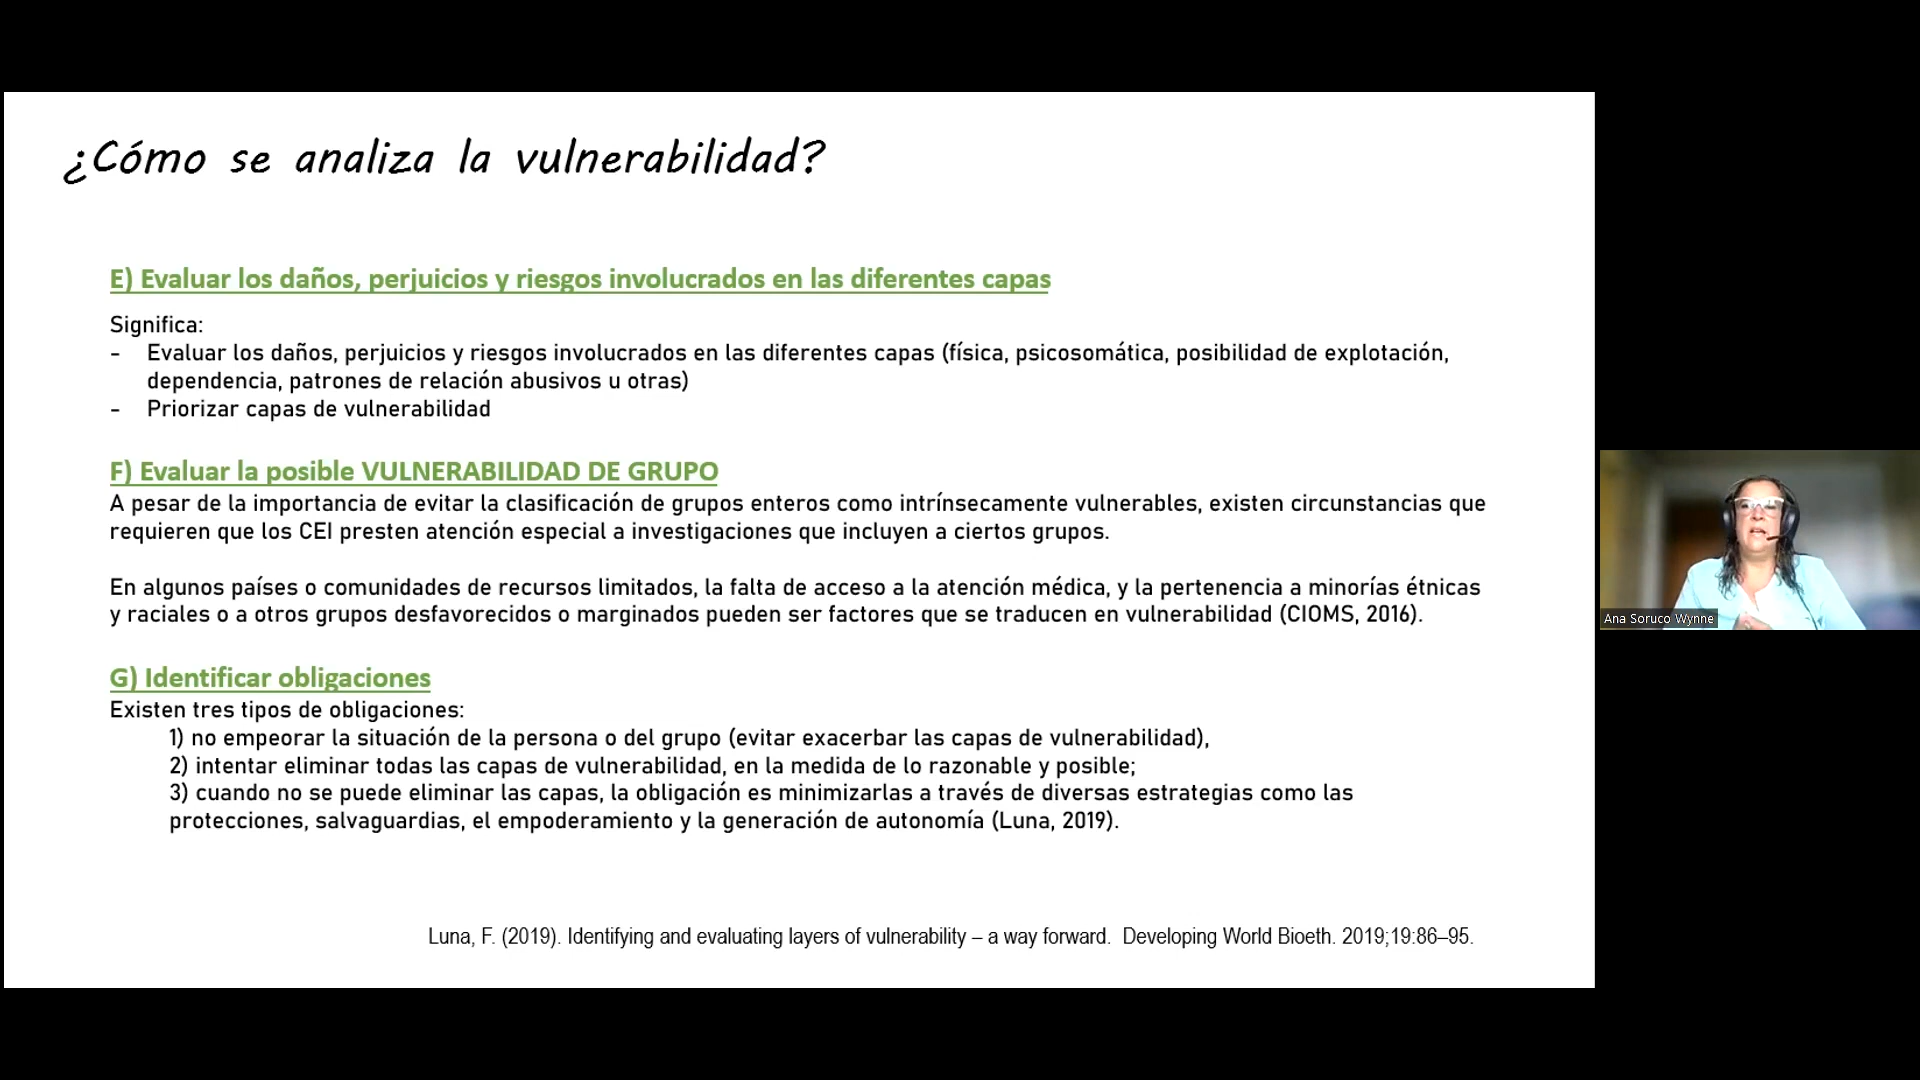 ¿Cómo se analiza la vulnerabilidad?
E) Evaluar los daños, perjuicios y riesgos involucrados en las diferentes capas
Significa:
- Evaluar los daños, perjuicios y riesgos involucrados en las diferentes capas (física, psicosomática, posibilidad de explotación,
dependencia, patrones de relación abusivos u otras)
- Priorizar capas de vulnerabilidad
F) Evaluar la posible VULNERABILIDAD DE GRUPO
A pesar de la importancia de evitar la clasificación de grupos enteros como intrínsecamente vulnerables, existen circunstancias que
requieren que los CEI presten atención especial a investigaciones que incluyen a ciertos grupos.
En algunos países o comunidades de recursos limitados, la falta de acceso a la atención médica, y la pertenencia a minorías étnicas
y raciales o a otros grupos desfavorecidos o marginados pueden ser factores que se traducen en vulnerabilidad (CIOMS, 2016).
G) Identificar obligaciones
Existen tres tipos de obligaciones:
1) no empeorar la situación de la persona o del grupo (evitar exacerbar las capas de vulnerabilidad),
2) intentar eliminar todas las capas de vulnerabilidad, en la medida de lo razonable y posible;
3) cuando no se puede eliminar las capas, la obligación es minimizarlas a través de diversas estrategias como las
protecciones, salvaguardias, el empoderamiento y la generación de autonomía (Luna, 2019).
Luna, F. (2019). Identifying and evaluating layers of vulnerability – a way forward. Developing World Bioeth. 2019;19:86–95.
Ana Soruco Wynne